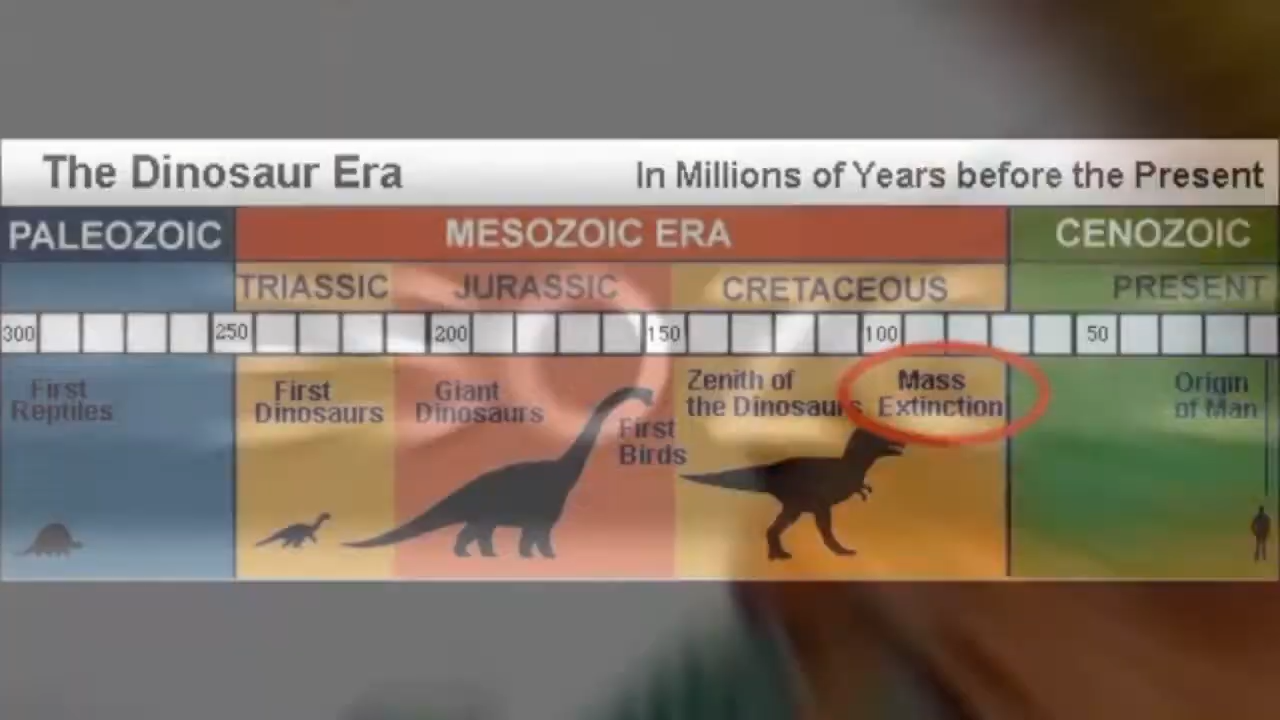 The Dinosaur Era In Millions of Years before the Present
PALEOZOIC MESOZOIC ERA CENOZOIC
TRIASSIC JURASSIC CRETACEOUS PRESENT
300 250 200 150 100 50
First
Reptiles
First
Dinosaurs
Giant
Dinosaurs
First
Birds
Zenith of
the Dinosaurs
Mass
Extinction
Origin
of Man